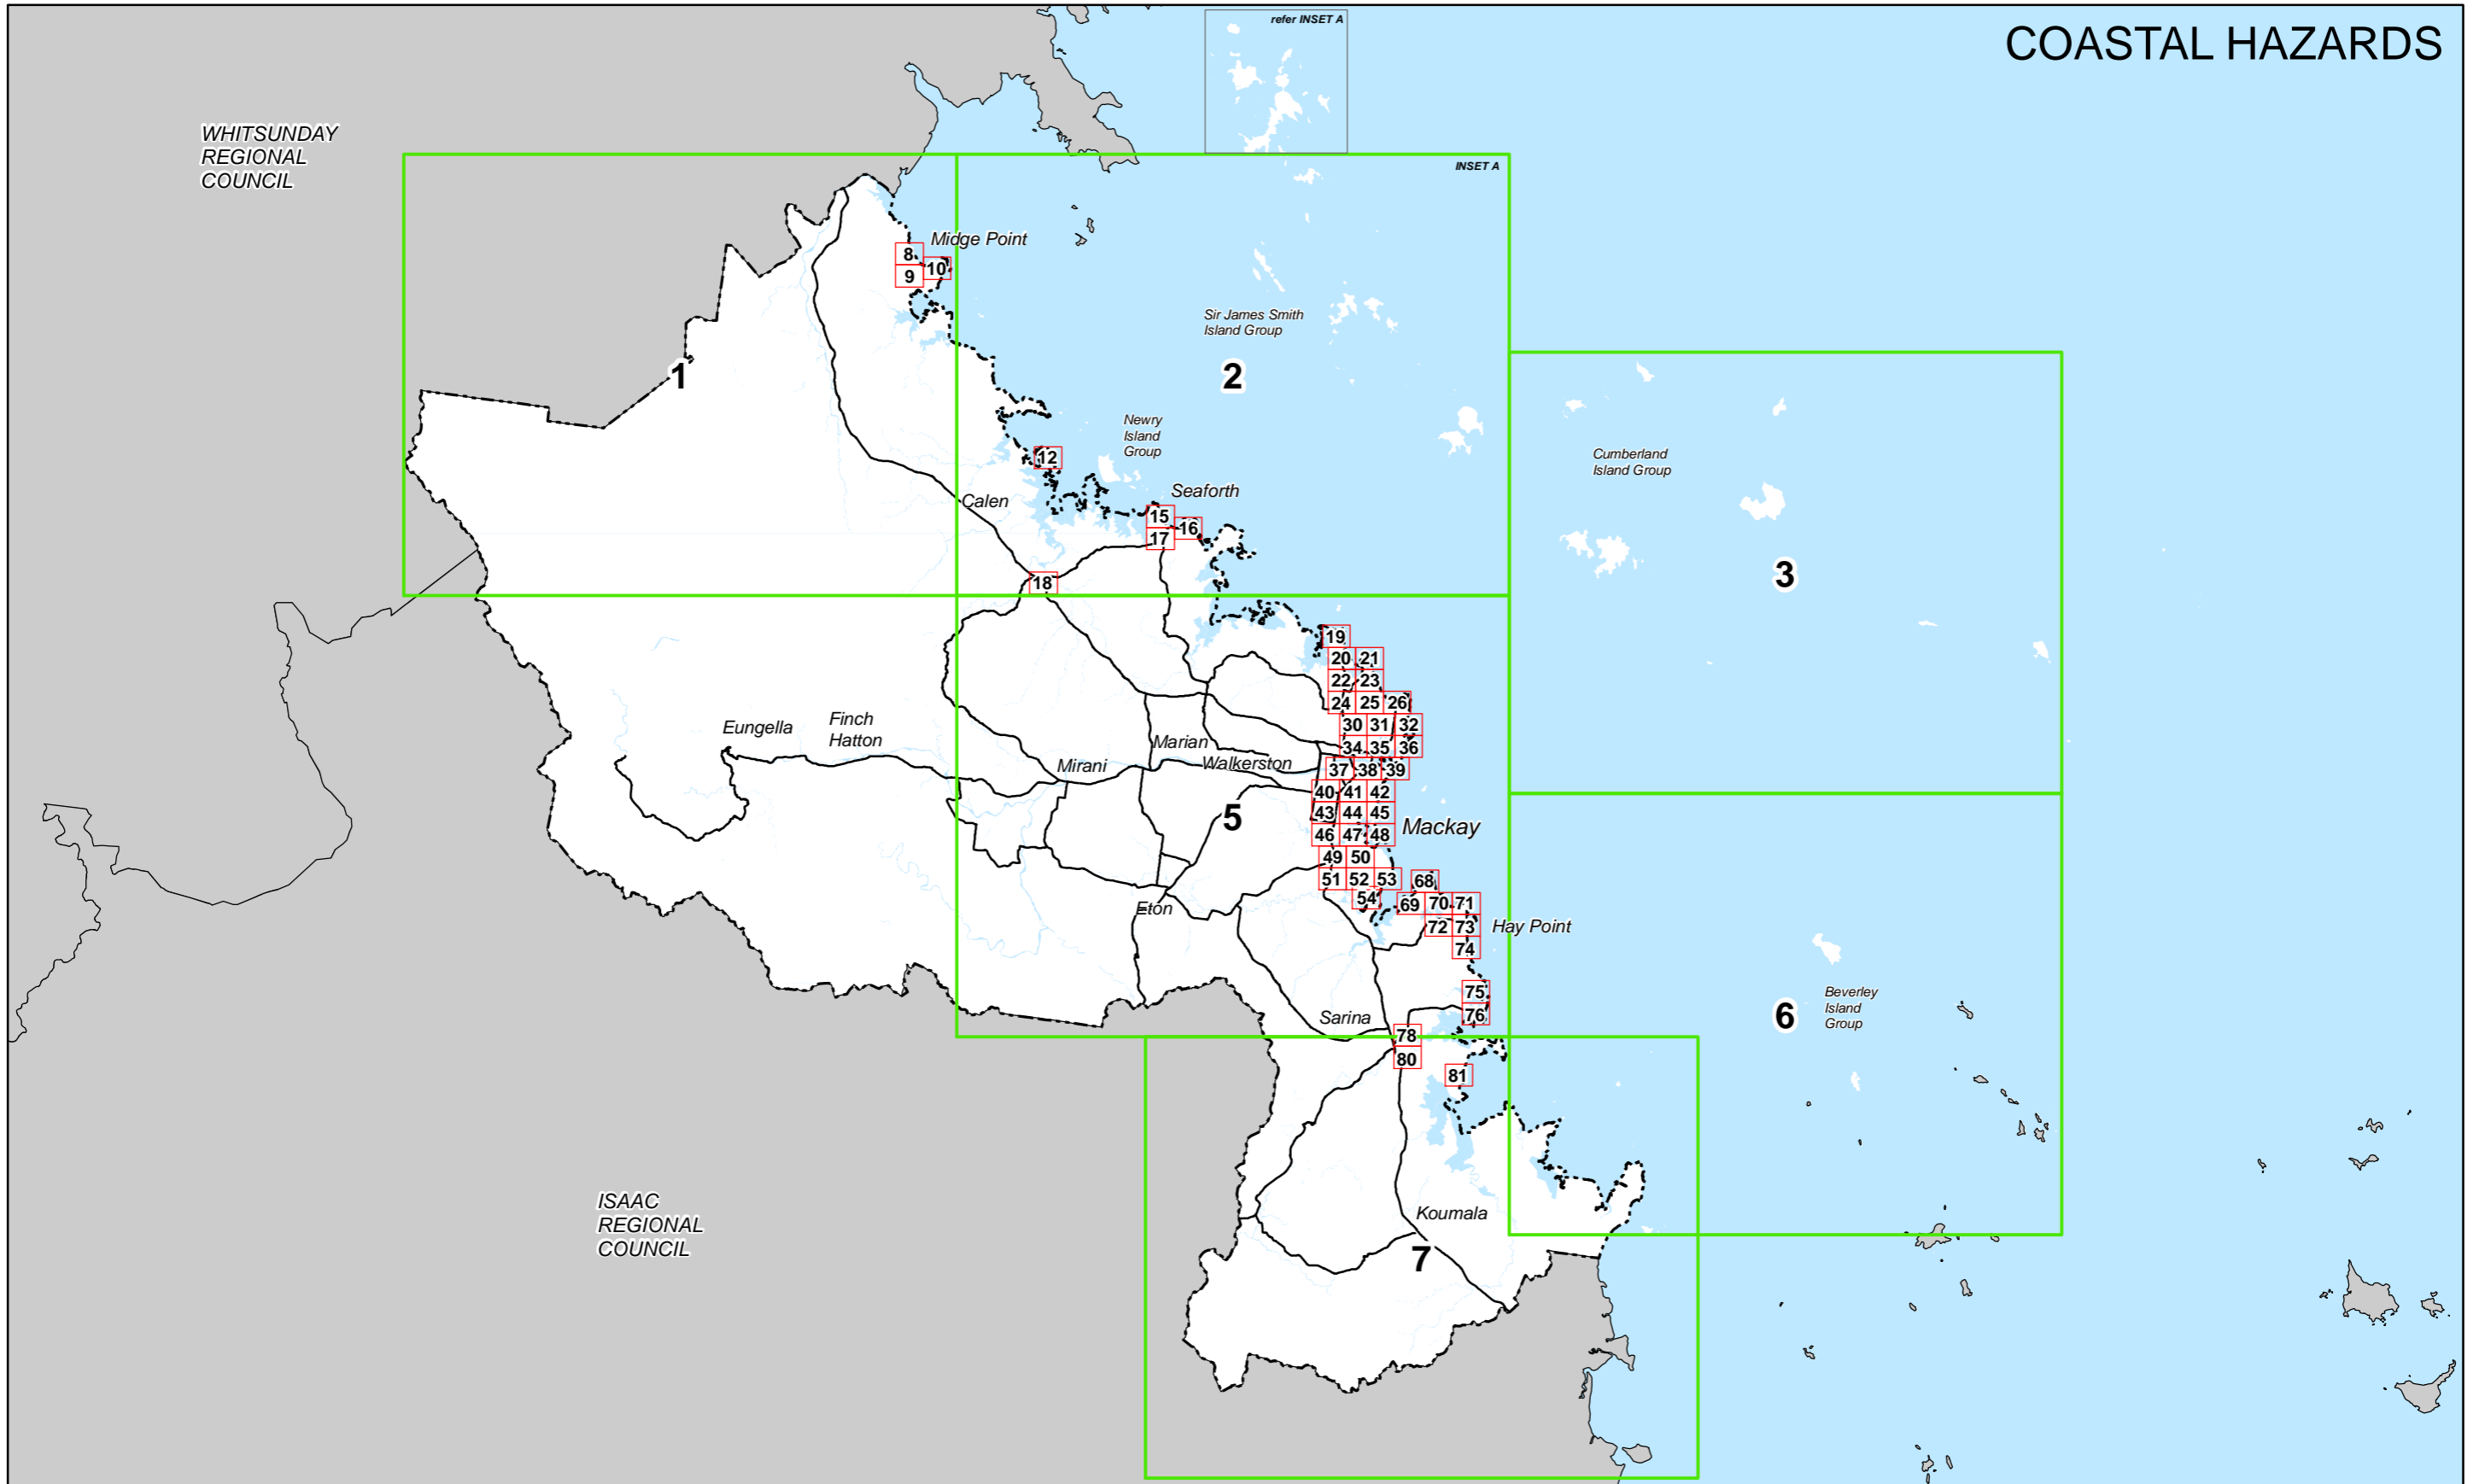 refer INSET A
COASTAL HAZARDS
WHITSUNDAY
REGIONAL
COUNCIL
INSET A
Midge Point
8
10
9
Sir James Smith
Island Group
1
2
Newry
Island
Group
Cumberland
Island Group
12
Seaforth
Calen
15
16
17
3
18
19
20 21
22 23
24 25 26
Eungella
Finch
Hatton
30 31 32
Marian
34 35 36
Mirani
Walkerston
37 38 39
40 41 42
5
43 44 45
Mackay
46 47 48
49 50
51 52 53
68
54
69 70 71
Eton
72 73
Hay Point
74
75
Beverley
Island
Group
6
Sarina
76
78
80
81
ISAAC
REGIONAL
COUNCIL
Koumala
7